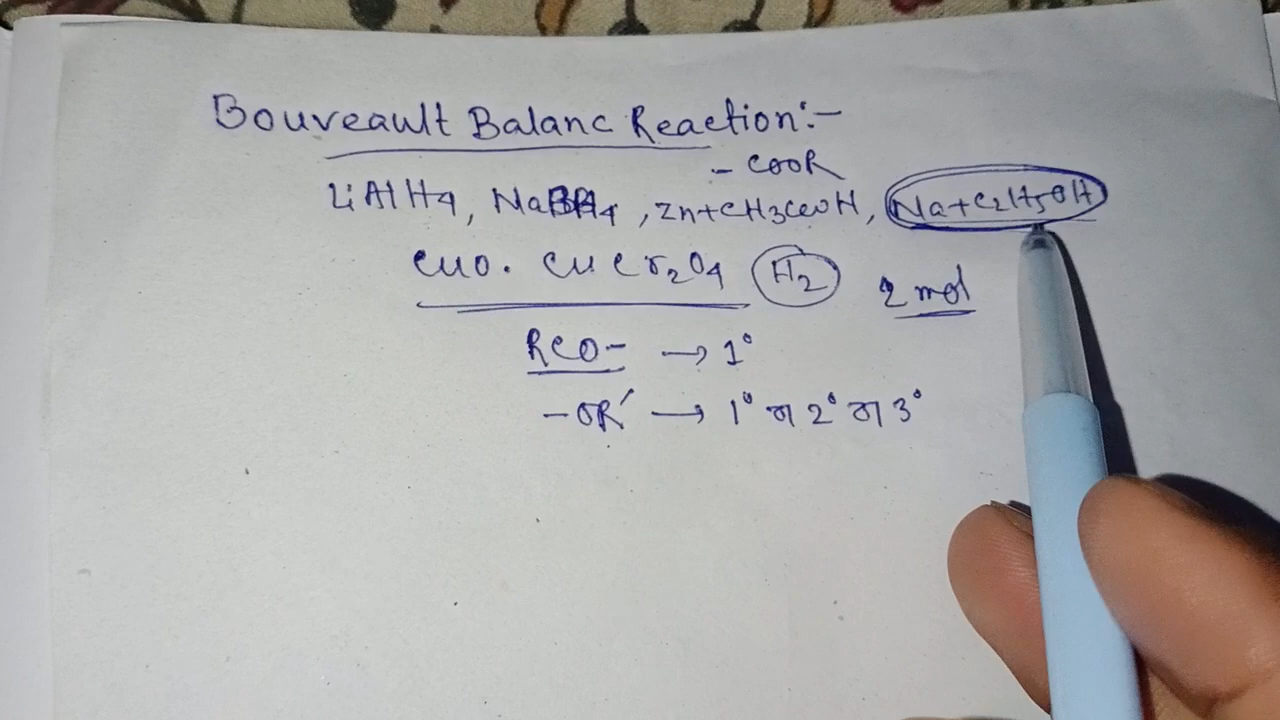 Bouveault Balanc Reaction:-
- COOR
LiAlH4, NaBH4, Zn+CH3COOH, Na+C2H5OH
CuO. CuCr2O4 H2 2 mol
RCO- → 1°
-OR' → 1° वा 2° वा 3°